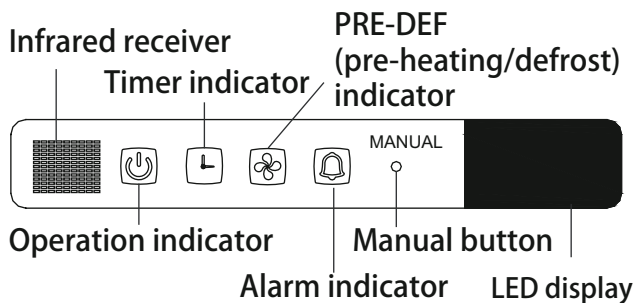 Infrared receiver
Timer indicator
PRE-DEF
(pre-heating/defrost)
indicator
MANUAL
Operation indicator
Manual button
Alarm indicator
LED display